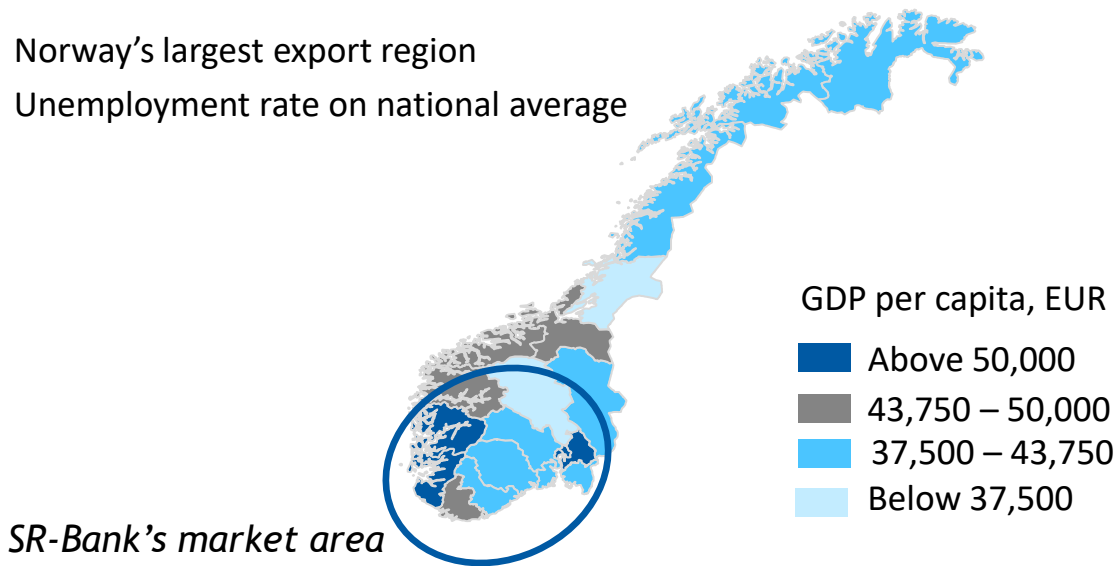 Norway's largest export region
Unemployment rate on national average
GDP per capita, EUR
Above 50,000
43,750 – 50,000
37,500 – 43,750
Below 37,500
SR-Bank's market area